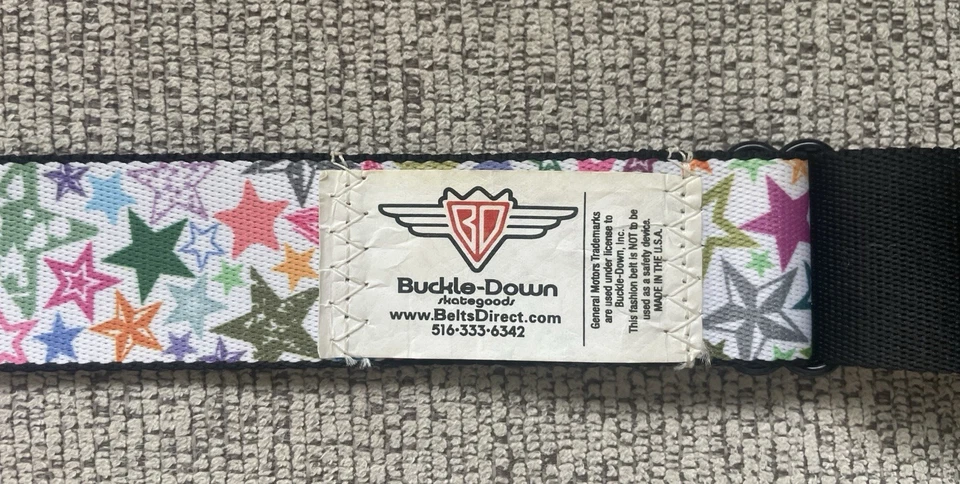 BD
Buckle-Down
skategoods
www.BeltsDirect.com
516·333·6342
General Motors Trademarks
are used under license to
Buckle-Down, Inc.
This fashion belt is NOT to be
used as a safety device.
MADE IN THE U.S.A.